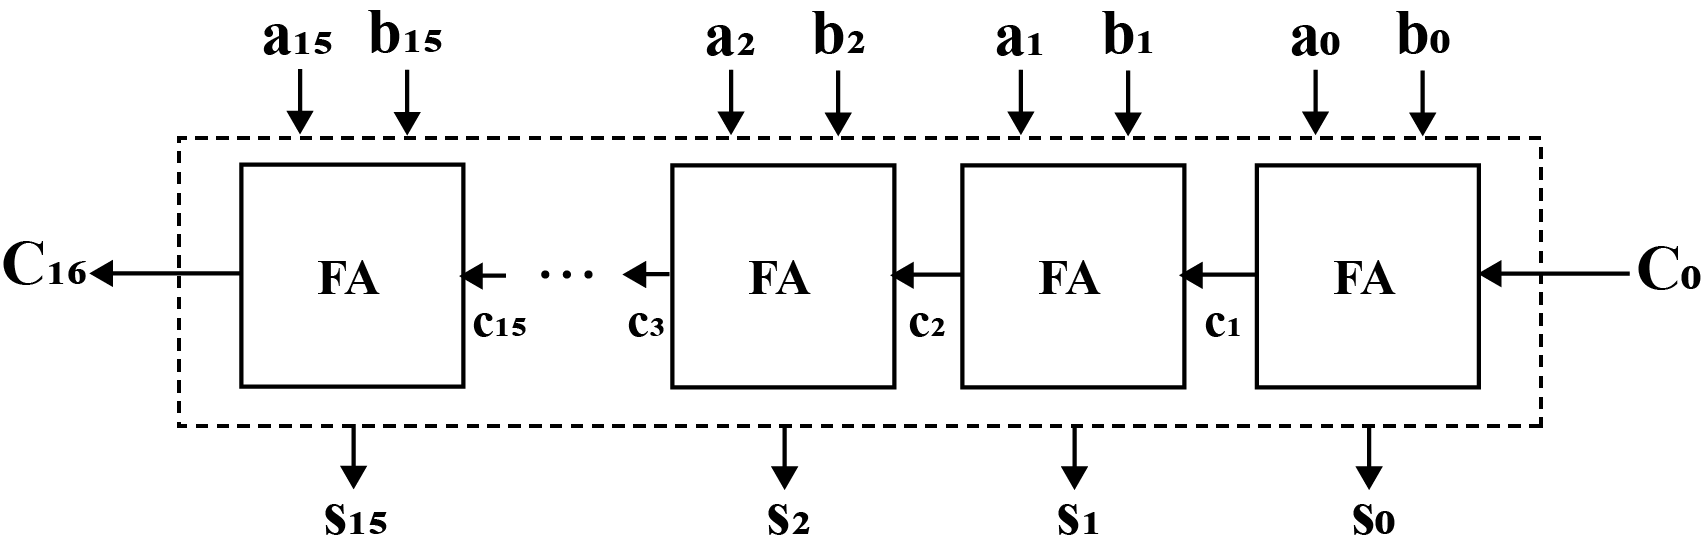 a15 b15 a2 b2 a1 b1 a0 b0
C16 FA ... FA FA FA C0
c15 c3 c2 c1
s15 s2 s1 s0